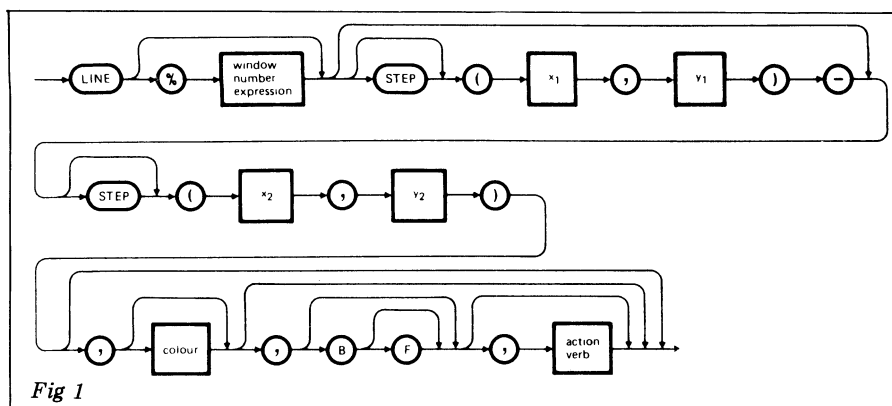 LINE % window number expression STEP ( x₁ , y₁ ) −
STEP ( x₂ , y₂ )
, colour , B F , action verb
Fig 1